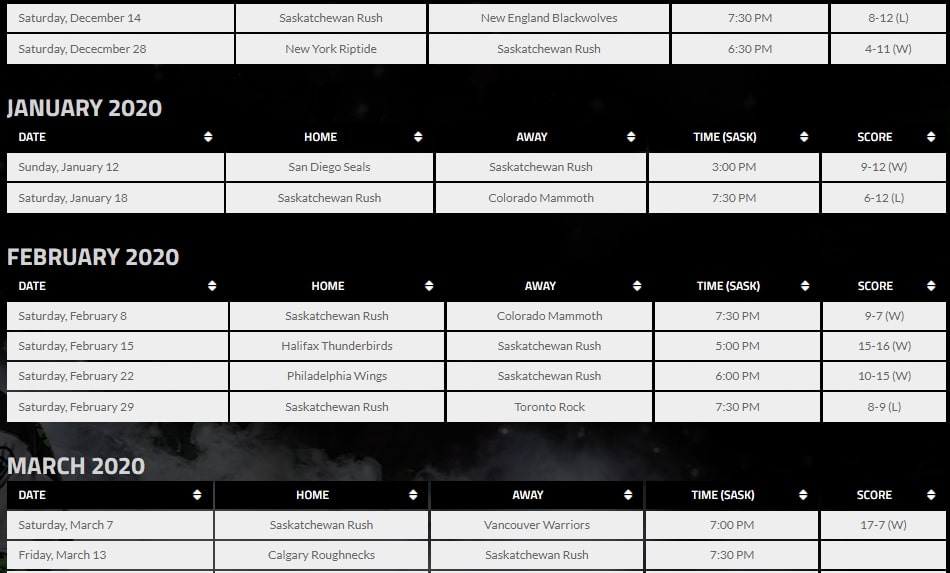 Saturday, December 14 Saskatchewan Rush New England Blackwolves 7:30 PM 8-12 (L)
Saturday, Dececmber 28 New York Riptide Saskatchewan Rush 6:30 PM 4-11 (W)
JANUARY 2020
DATE HOME AWAY TIME (SASK) SCORE
Sunday, January 12 San Diego Seals Saskatchewan Rush 3:00 PM 9-12 (W)
Saturday, January 18 Saskatchewan Rush Colorado Mammoth 7:30 PM 6-12 (L)
FEBRUARY 2020
DATE HOME AWAY TIME (SASK) SCORE
Saturday, February 8 Saskatchewan Rush Colorado Mammoth 7:30 PM 9-7 (W)
Saturday, February 15 Halifax Thunderbirds Saskatchewan Rush 5:00 PM 15-16 (W)
Saturday, February 22 Philadelphia Wings Saskatchewan Rush 6:00 PM 10-15 (W)
Saturday, February 29 Saskatchewan Rush Toronto Rock 7:30 PM 8-9 (L)
MARCH 2020
DATE HOME AWAY TIME (SASK) SCORE
Saturday, March 7 Saskatchewan Rush Vancouver Warriors 7:00 PM 17-7 (W)
Friday, March 13 Calgary Roughnecks Saskatchewan Rush 7:30 PM